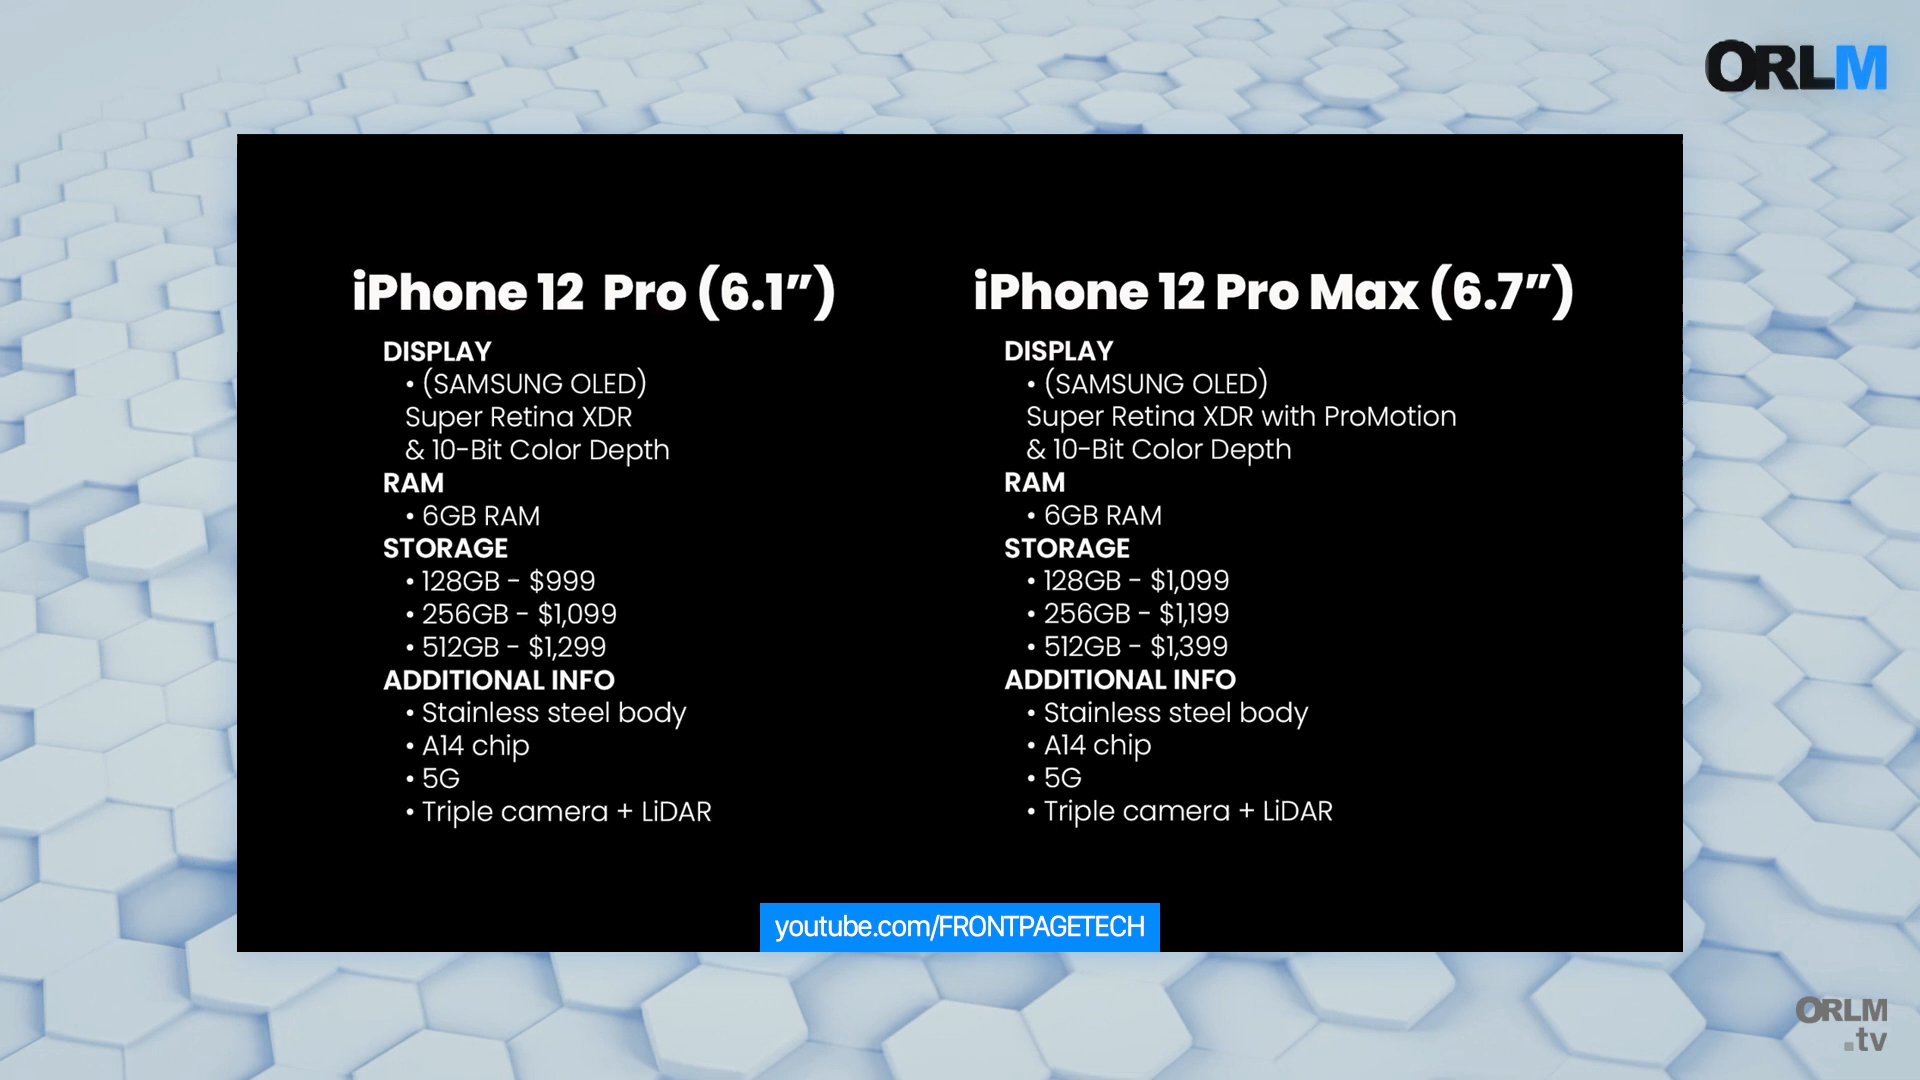 ORLM
iPhone 12 Pro (6.1”)
DISPLAY
• (SAMSUNG OLED)
Super Retina XDR
& 10-Bit Color Depth
RAM
• 6GB RAM
STORAGE
• 128GB - $999
• 256GB - $1,099
• 512GB - $1,299
ADDITIONAL INFO
• Stainless steel body
• A14 chip
• 5G
• Triple camera + LiDAR
iPhone 12 Pro Max (6.7”)
DISPLAY
• (SAMSUNG OLED)
Super Retina XDR with ProMotion
& 10-Bit Color Depth
RAM
• 6GB RAM
STORAGE
• 128GB - $1,099
• 256GB - $1,199
• 512GB - $1,399
ADDITIONAL INFO
• Stainless steel body
• A14 chip
• 5G
• Triple camera + LiDAR
youtube.com/FRONTPAGETECH
ORLM
.tv